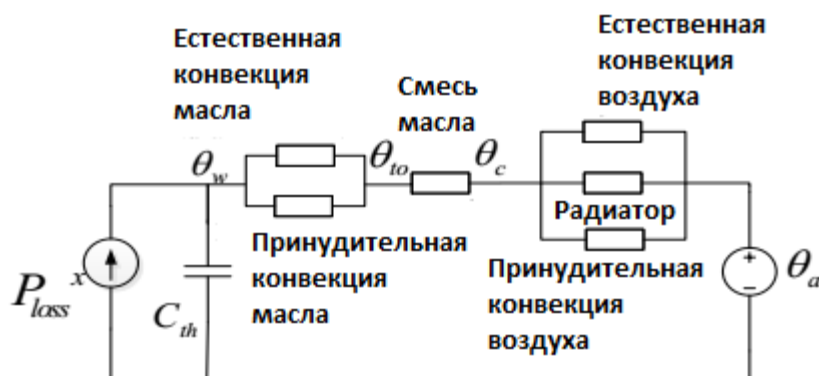 Естественная
конвекция
масла
Смесь
масла
Естественная
конвекция
воздуха
θw
θto
θc
Радиатор
Принудительная
конвекция
масла
Принудительная
конвекция
воздуха
x
Ploss
Cth
+
−
θa